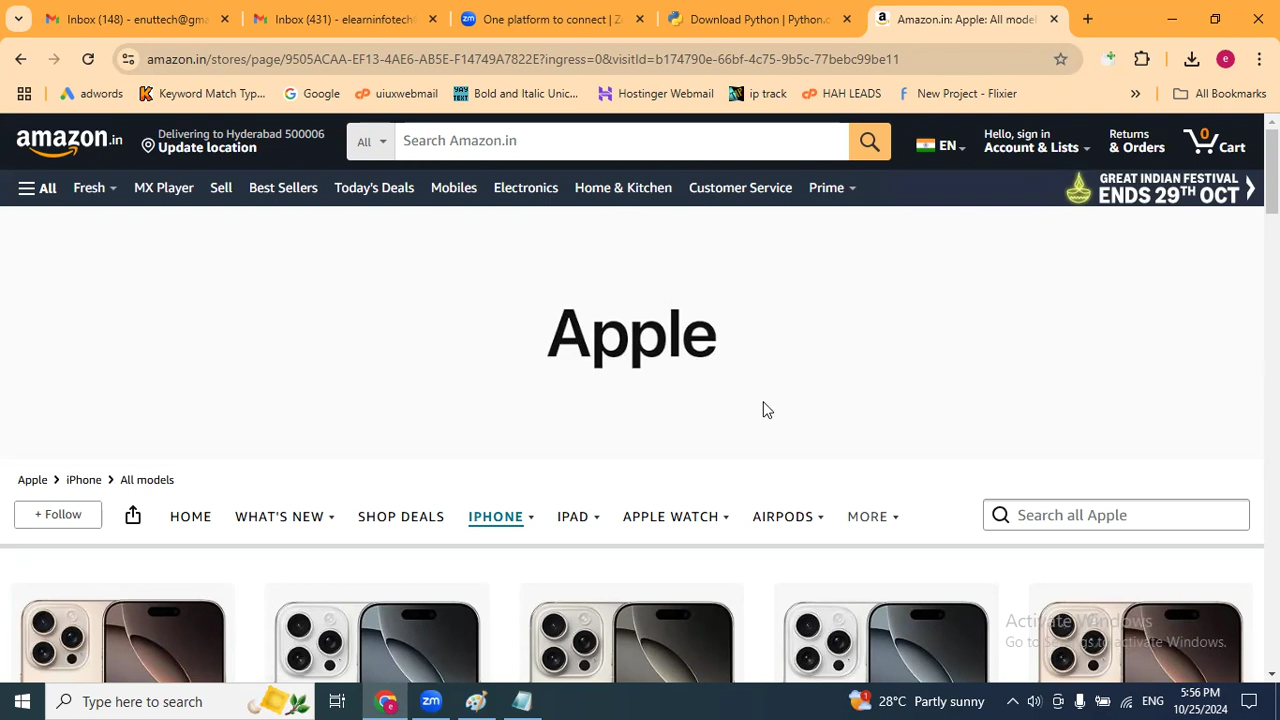 Inbox (148) - enuttech@gma
Inbox (431) - elearninfotech@
One platform to connect | Ze
Download Python | Python.o
Amazon.in: Apple: All model
amazon.in/stores/page/9505ACAA-EF13-4AE6-AB5E-F14749A7822E?ingress=0&visitId=b174790e-66bf-4c75-9b5c-77bebc99be11
e
adwords
Keyword Match Typ...
Google
uiuxwebmail
YAY TEXT
Bold and Italic Unic...
Hostinger Webmail
ip track
HAH LEADS
New Project - Flixier
All Bookmarks
amazon.in
Delivering to Hyderabad 500006
Update location
All
Search Amazon.in
EN
Hello, sign in
Account & Lists
Returns
& Orders
0
Cart
All
Fresh
MX Player
Sell
Best Sellers
Today's Deals
Mobiles
Electronics
Home & Kitchen
Customer Service
Prime
GREAT INDIAN FESTIVAL
ENDS 29TH OCT
Apple
Apple > iPhone > All models
+ Follow
HOME
WHAT'S NEW
SHOP DEALS
IPHONE
IPAD
APPLE WATCH
AIRPODS
MORE
Search all Apple
Activate Windows
Go to Settings to activate Windows.
Type here to search
zm
1
28°C Partly sunny
ENG
5:56 PM
10/25/2024